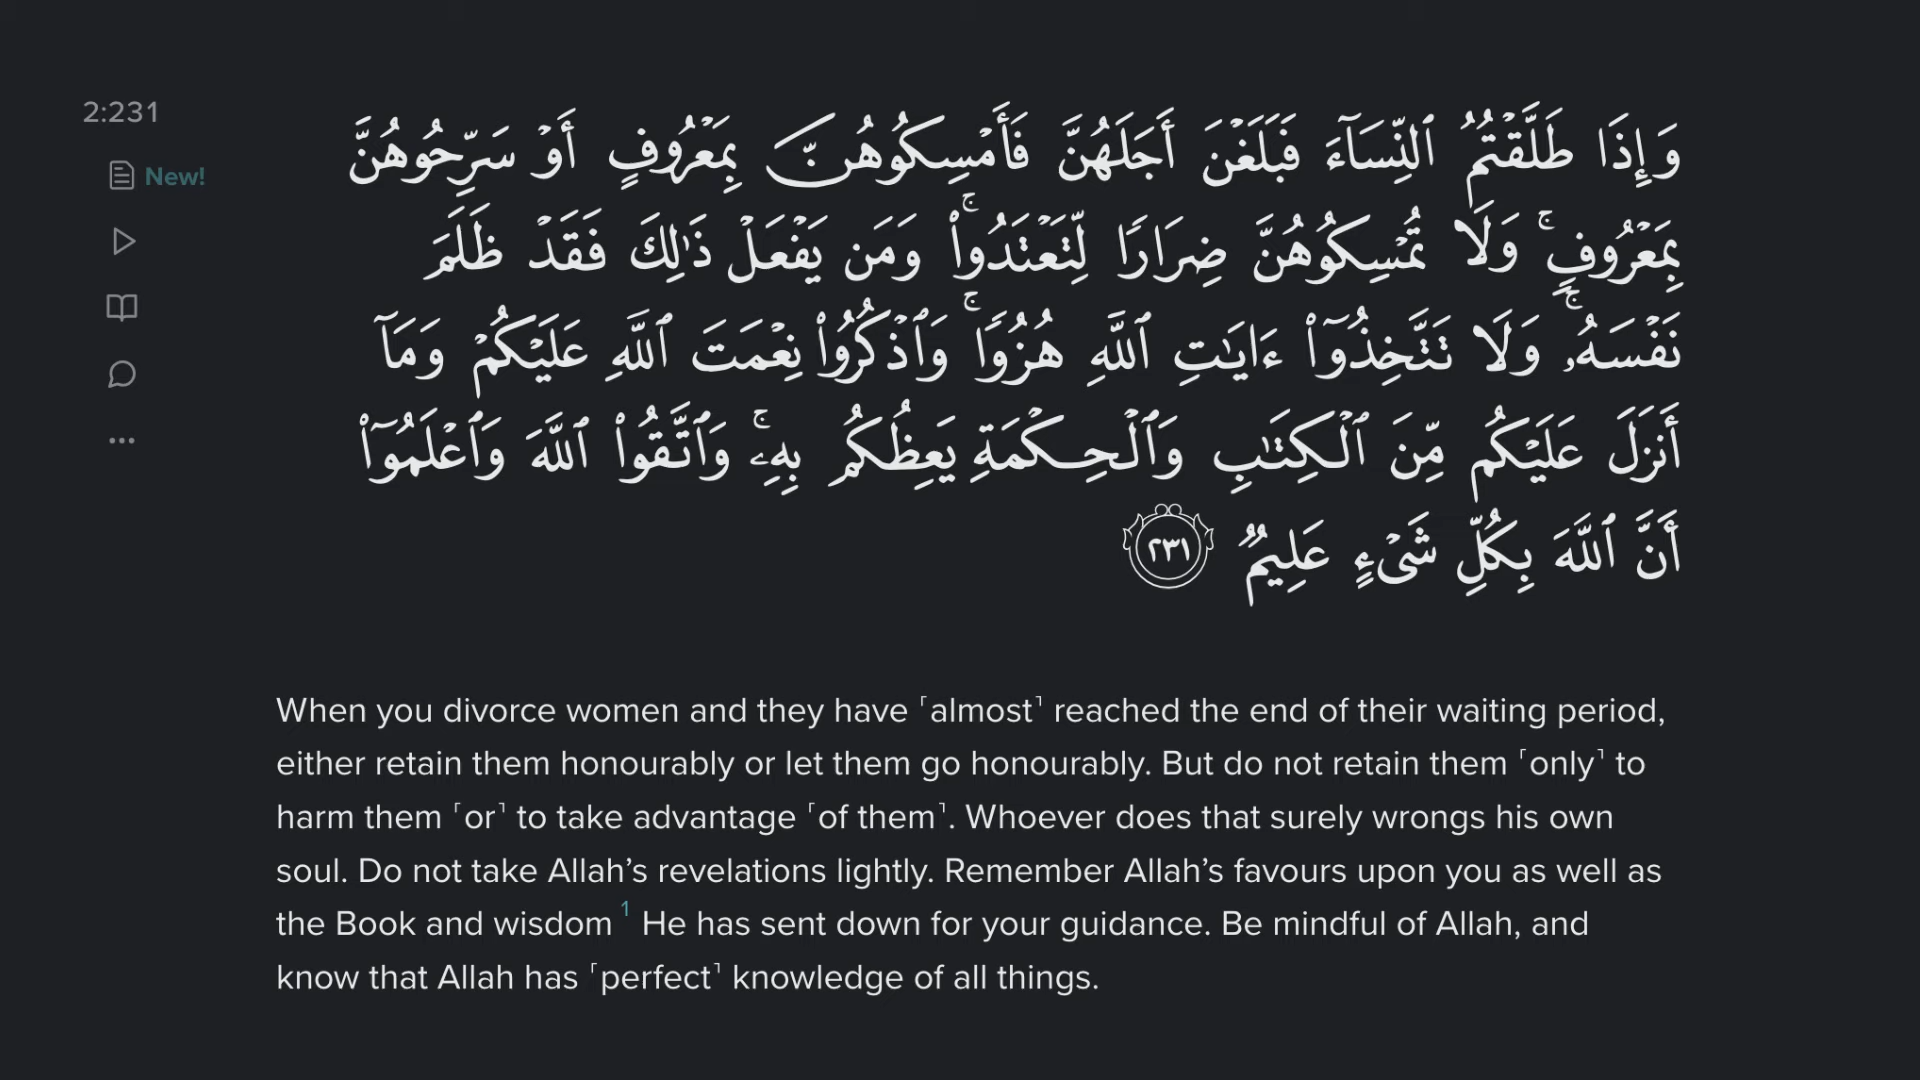 2:231
New!
وَإِذَا طَلَّقْتُمُ ٱلنِّسَآءَ فَبَلَغْنَ أَجَلَهُنَّ فَأَمْسِكُوهُنَّ بِمَعْرُوفٍ أَوْ سَرِّحُوهُنَّ
بِمَعْرُوفٍۚ وَلَا تُمْسِكُوهُنَّ ضِرَارًا لِّتَعْتَدُوا۟ۚ وَمَن يَفْعَلْ ذَٰلِكَ فَقَدْ ظَلَمَ
نَفْسَهُۥۚ وَلَا تَتَّخِذُوٓا۟ ءَايَـٰتِ ٱللَّهِ هُزُوًاۚ وَٱذْكُرُوا۟ نِعْمَتَ ٱللَّهِ عَلَيْكُمْ وَمَآ
أَنزَلَ عَلَيْكُم مِّنَ ٱلْكِتَـٰبِ وَٱلْحِكْمَةِ يَعِظُكُم بِهِۦۚ وَٱتَّقُوا۟ ٱللَّهَ وَٱعْلَمُوٓا۟
أَنَّ ٱللَّهَ بِكُلِّ شَىْءٍ عَلِيمٌ ٢٣١
When you divorce women and they have ˹almost˺ reached the end of their waiting period,
either retain them honourably or let them go honourably. But do not retain them ˹only˺ to
harm them ˹or˺ to take advantage ˹of them˺. Whoever does that surely wrongs his own
soul. Do not take Allah’s revelations lightly. Remember Allah’s favours upon you as well as
the Book and wisdom 1 He has sent down for your guidance. Be mindful of Allah, and
know that Allah has ˹perfect˺ knowledge of all things.